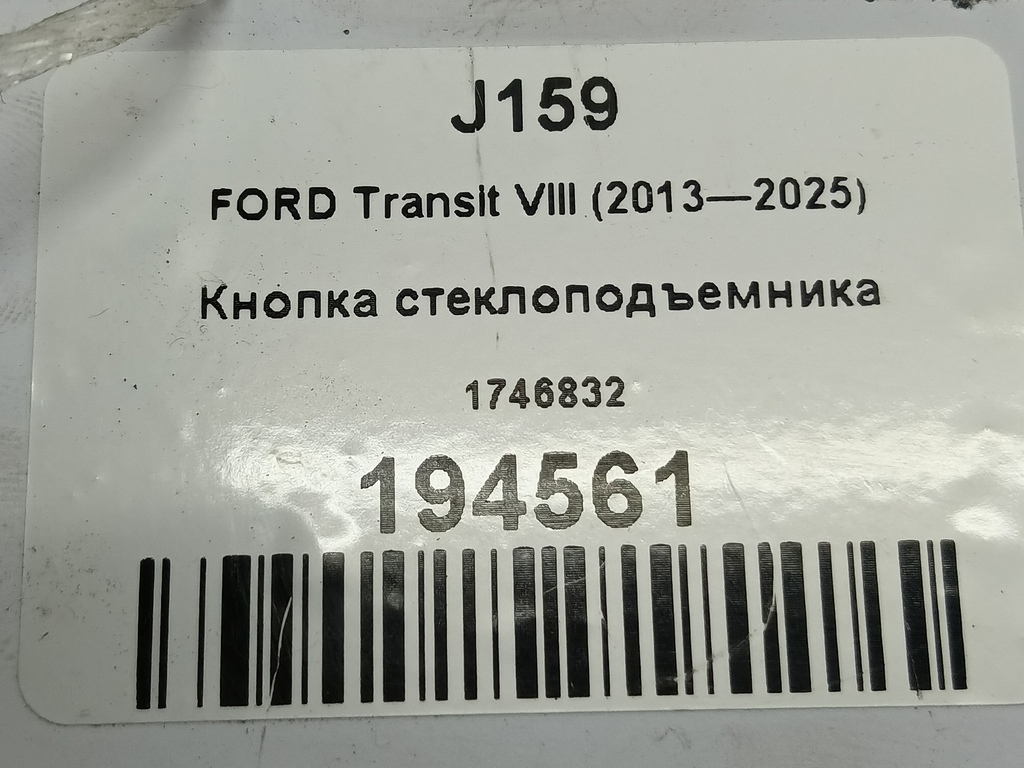 J159
FORD Transit VIII (2013—2025)
Кнопка стеклоподъемника
1746832
194561